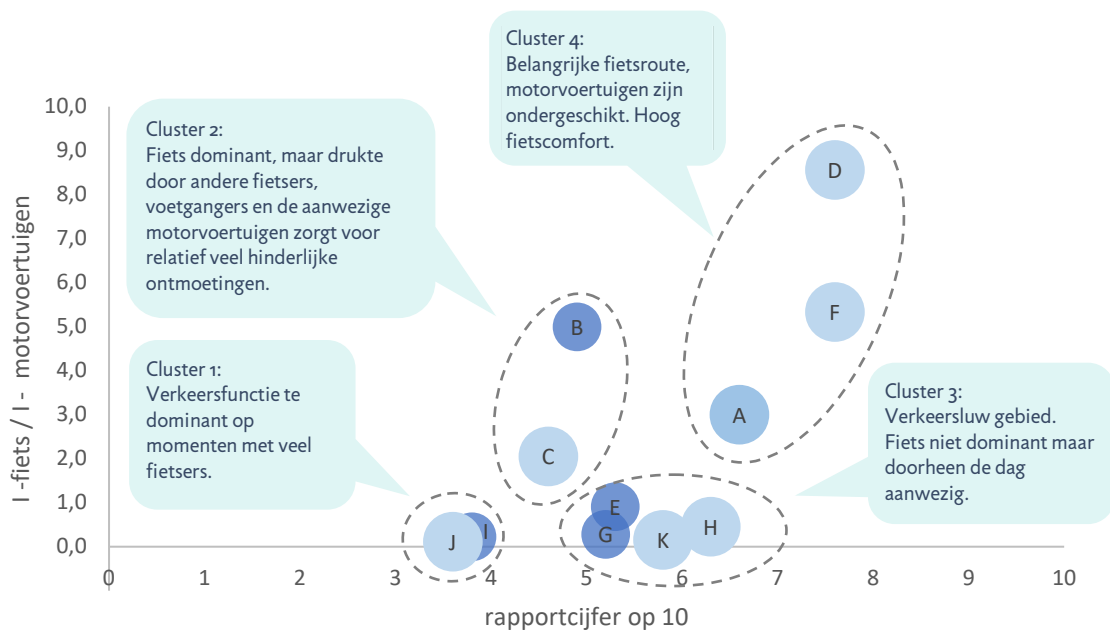 Cluster 4:
Belangrijke fietsroute,
motorvoertuigen zijn
ondergeschikt. Hoog
fietscomfort.
Cluster 2:
Fiets dominant, maar drukte
door andere fietsers,
voetgangers en de aanwezige
motorvoertuigen zorgt voor
relatief veel hinderlijke
ontmoetingen.
Cluster 1:
Verkeersfunctie te
dominant op
momenten met veel
fietsers.
Cluster 3:
Verkeersluw gebied.
Fiets niet dominant maar
doorheen de dag
aanwezig.
I -fiets / I - motorvoertuigen
10,0
9,0
8,0
7,0
6,0
5,0
4,0
3,0
2,0
1,0
0,0
D
F
B
A
C
E
G
K
H
J
I
0 1 2 3 4 5 6 7 8 9 10
rapportcijfer op 10